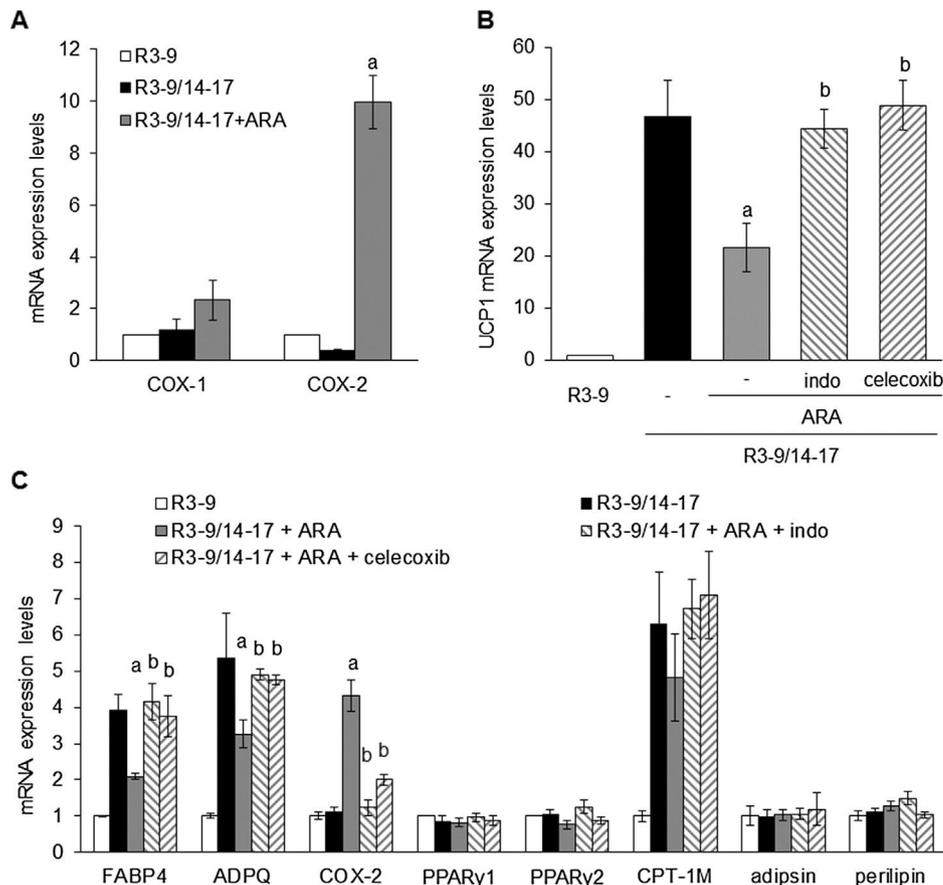 A
mRNA expression levels
12
10
8
6
4
2
0
R3-9
R3-9/14-17
R3-9/14-17+ARA
a
COX-1 COX-2
B
UCP1 mRNA expression levels
60
50
40
30
20
10
0
a
b
b
R3-9 - - indo celecoxib
ARA
R3-9/14-17
C
R3-9 R3-9/14-17
R3-9/14-17 + ARA R3-9/14-17 + ARA + indo
R3-9/14-17 + ARA + celecoxib
mRNA expression levels
9
8
7
6
5
4
3
2
1
0
a b b
a b b
a b b
FABP4 ADPQ COX-2 PPARγ1 PPARγ2 CPT-1M adipsin perilipin